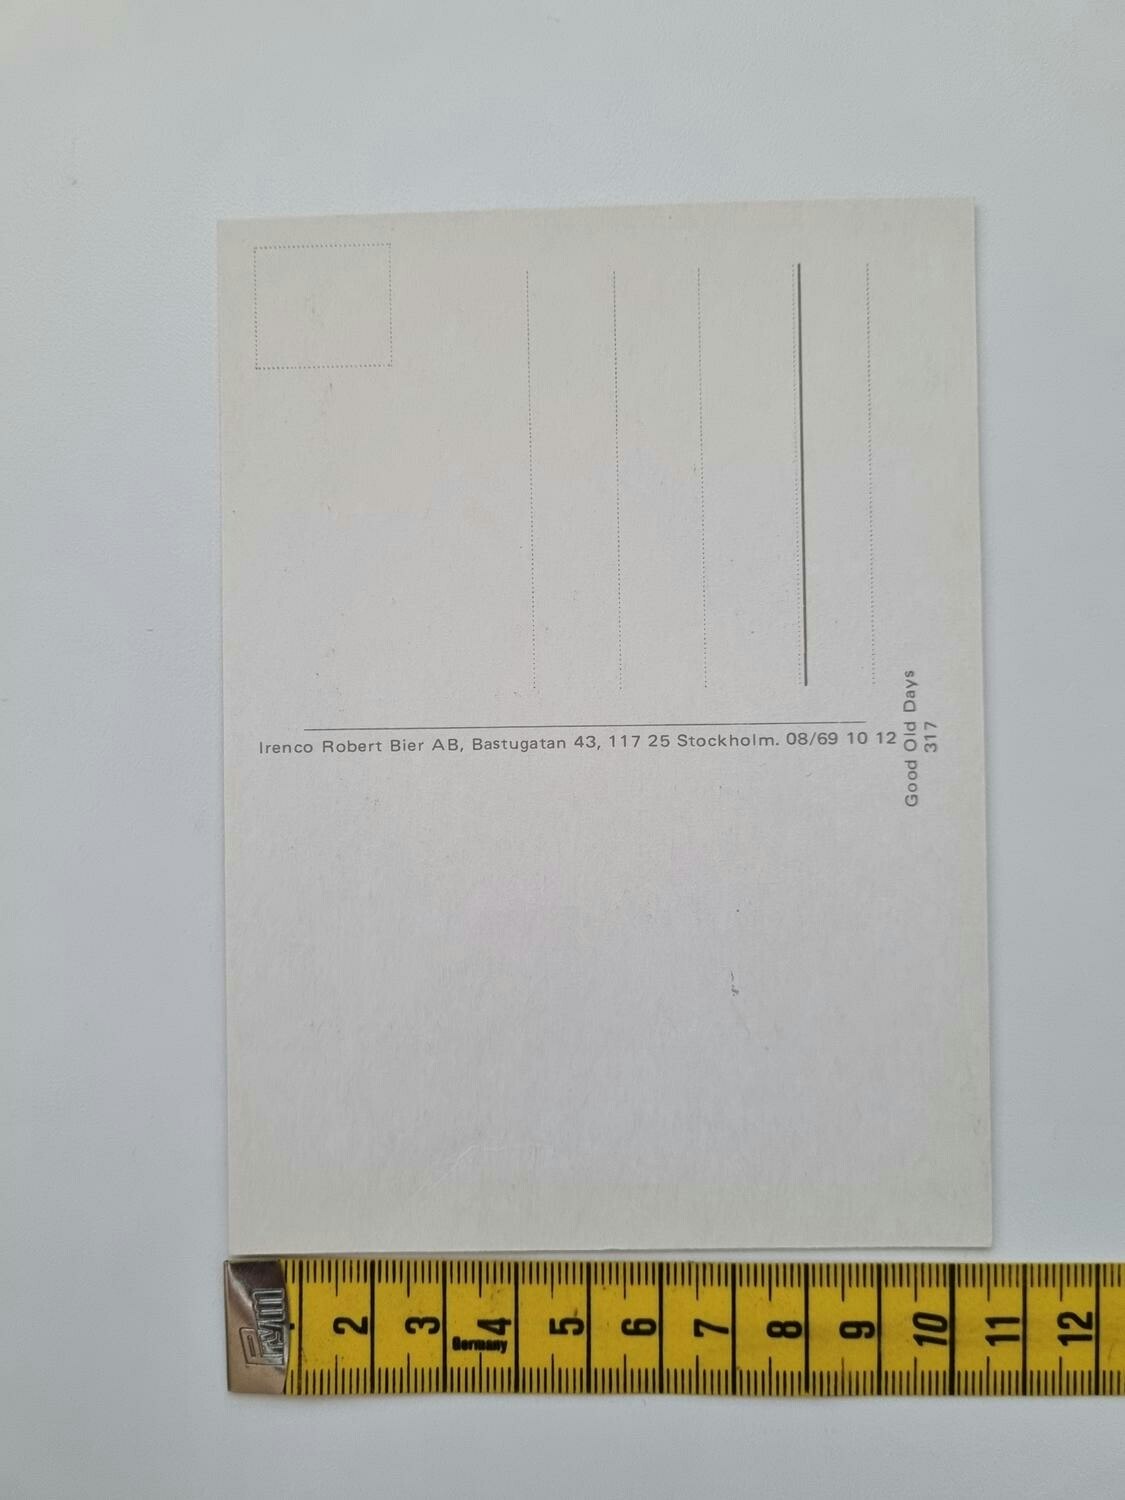 Irenco Robert Bier AB, Bastugatan 43, 117 25 Stockholm. 08/69 10 12
Good Old Days
317
Prym
2 3 4 5 6 7 8 9 10 11 12
Germany